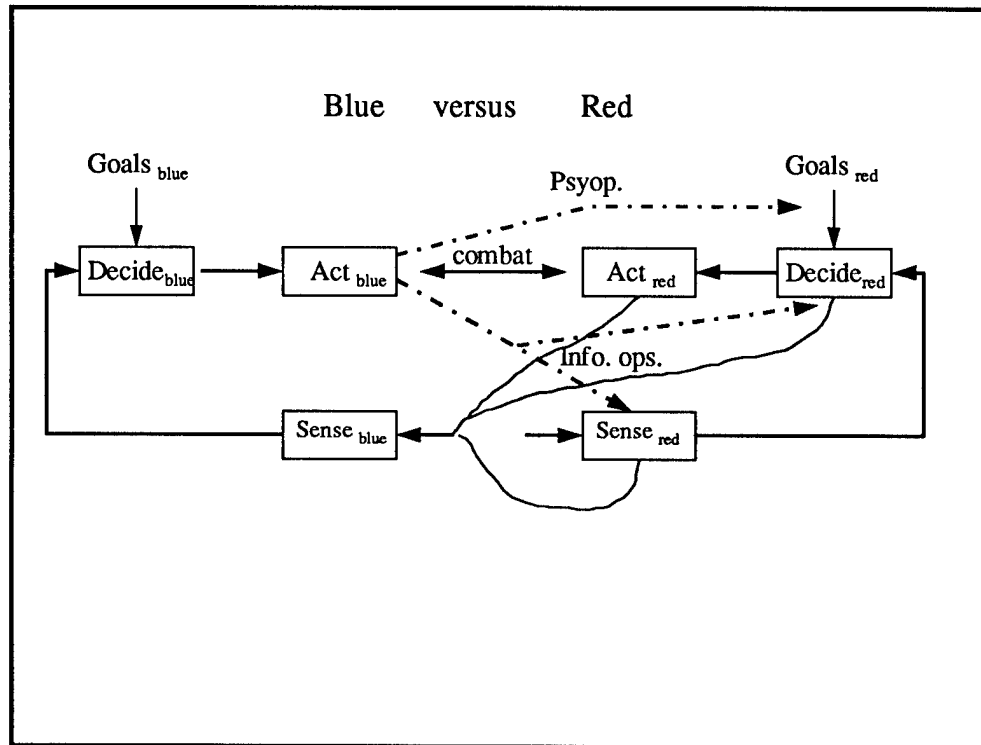 Blue versus Red
Goals blue
Goals red
Psyop.
combat
Decide blue
Act blue
Act red
Decide red
Info. ops.
Sense blue
Sense red